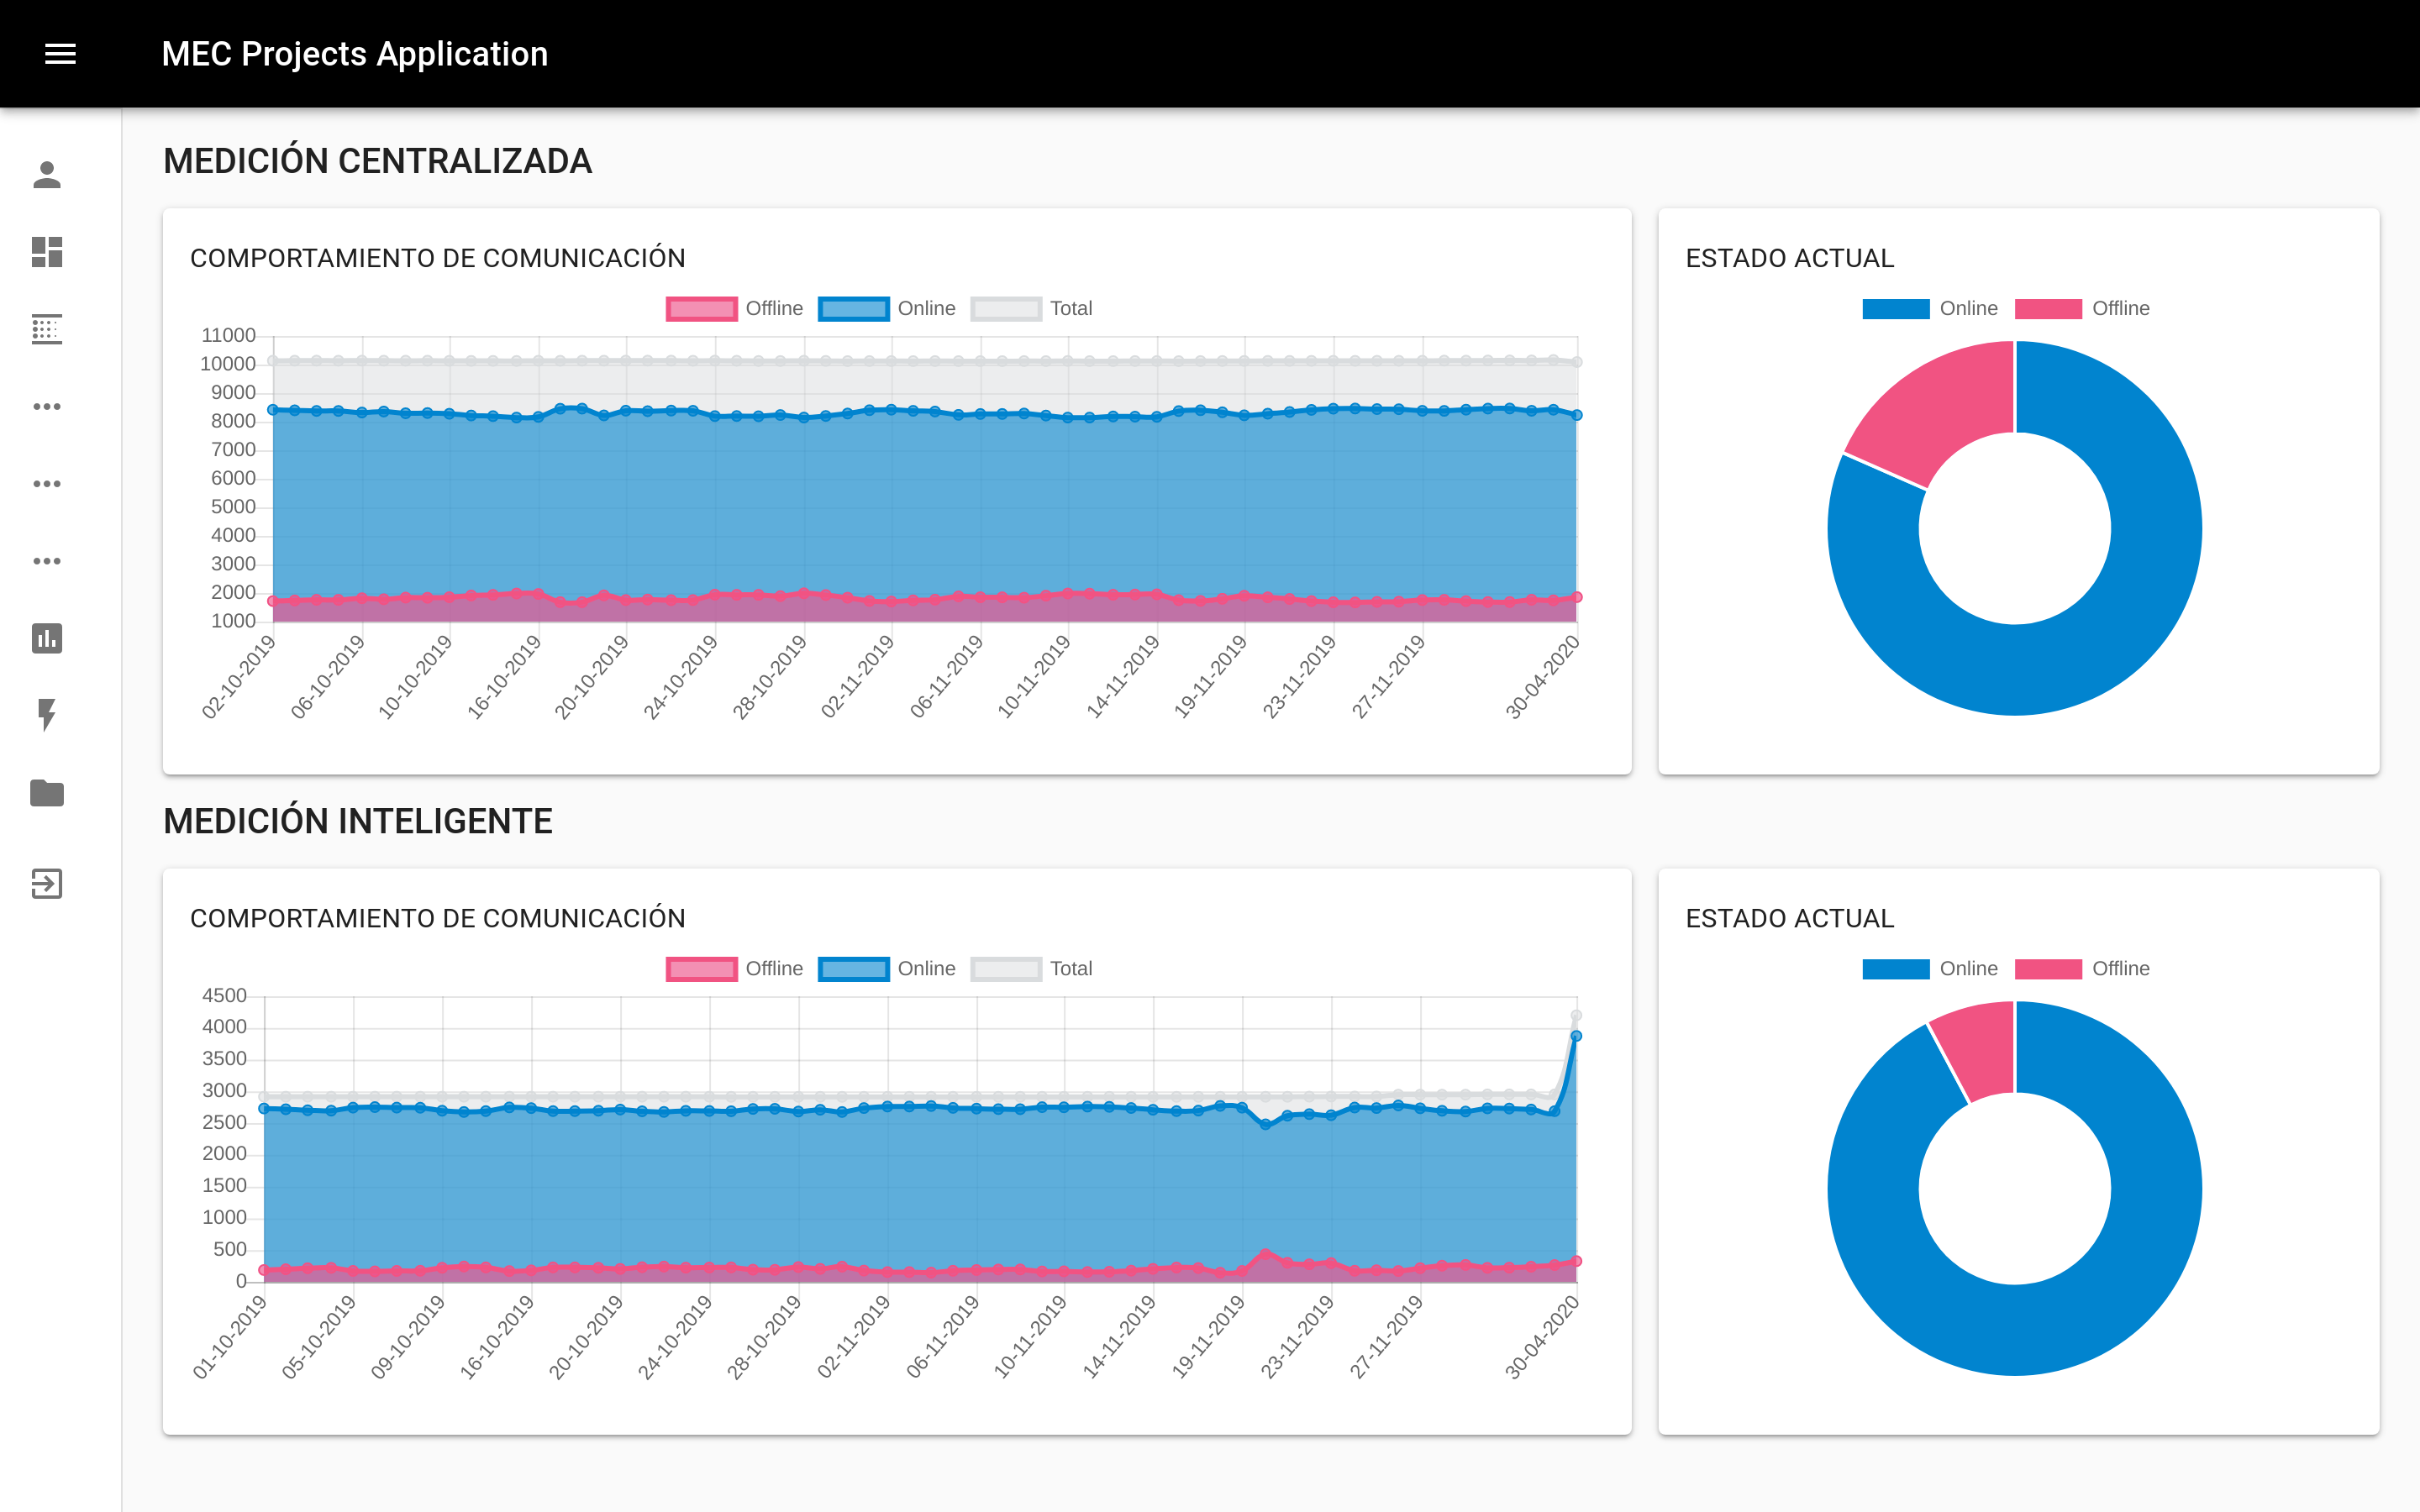 MEC Projects Application
MEDICIÓN CENTRALIZADA
COMPORTAMIENTO DE COMUNICACIÓN
Offline Online Total
11000
10000
9000
8000
7000
6000
5000
4000
3000
2000
1000
02-10-2019 06-10-2019 10-10-2019 16-10-2019 20-10-2019 24-10-2019 28-10-2019 02-11-2019 06-11-2019 10-11-2019 14-11-2019 19-11-2019 23-11-2019 27-11-2019 30-04-2020
ESTADO ACTUAL
Online Offline
MEDICIÓN INTELIGENTE
COMPORTAMIENTO DE COMUNICACIÓN
Offline Online Total
4500
4000
3500
3000
2500
2000
1500
1000
500
0
01-10-2019 05-10-2019 09-10-2019 16-10-2019 20-10-2019 24-10-2019 28-10-2019 02-11-2019 06-11-2019 10-11-2019 14-11-2019 19-11-2019 23-11-2019 27-11-2019 30-04-2020
ESTADO ACTUAL
Online Offline